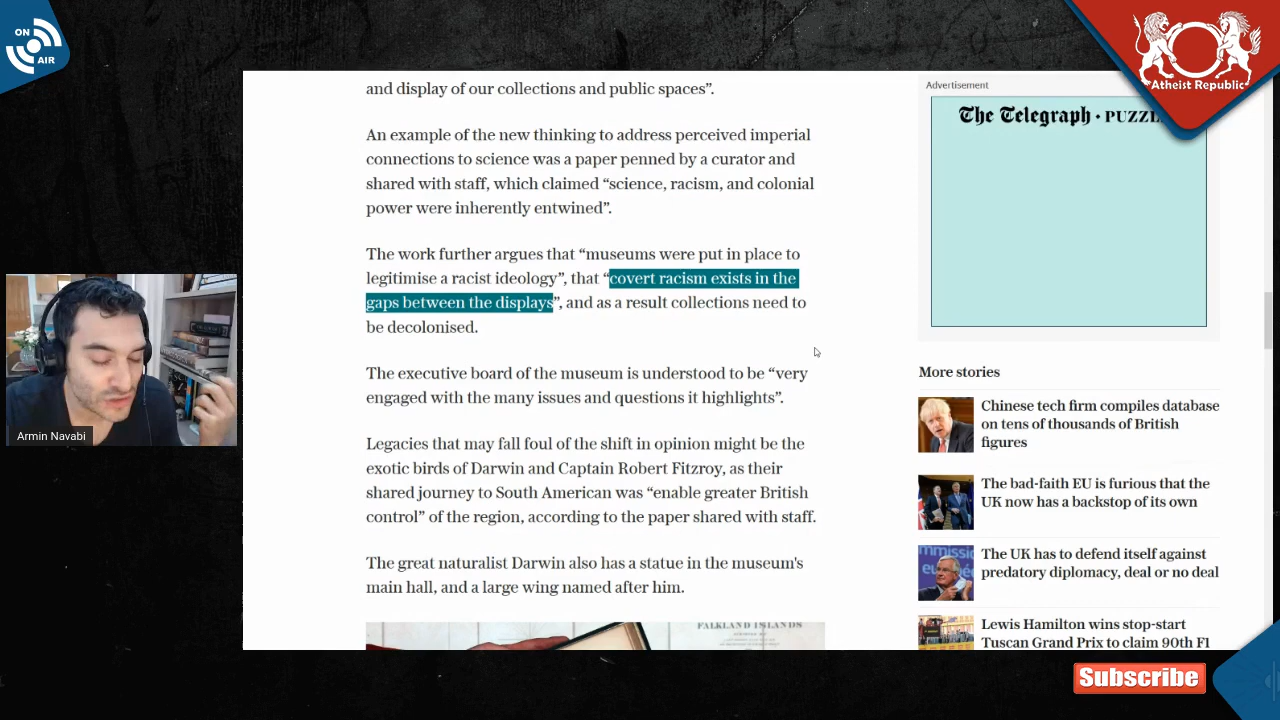 ON
AIR
Atheist Republic
and display of our collections and public spaces”.
An example of the new thinking to address perceived imperial
connections to science was a paper penned by a curator and
shared with staff, which claimed “science, racism, and colonial
power were inherently entwined”.
The work further argues that “museums were put in place to
legitimise a racist ideology”, that “covert racism exists in the
gaps between the displays”, and as a result collections need to
be decolonised.
The executive board of the museum is understood to be “very
engaged with the many issues and questions it highlights”.
Legacies that may fall foul of the shift in opinion might be the
exotic birds of Darwin and Captain Robert Fitzroy, as their
shared journey to South American was “enable greater British
control” of the region, according to the paper shared with staff.
The great naturalist Darwin also has a statue in the museum's
main hall, and a large wing named after him.
FALKLAND ISLANDS
Advertisement
The Telegraph • PUZZL
More stories
Chinese tech firm compiles database
on tens of thousands of British
figures
The bad-faith EU is furious that the
UK now has a backstop of its own
The UK has to defend itself against
predatory diplomacy, deal or no deal
Lewis Hamilton wins stop-start
Tuscan Grand Prix to claim 90th F1
Armin Navabi
Subscribe